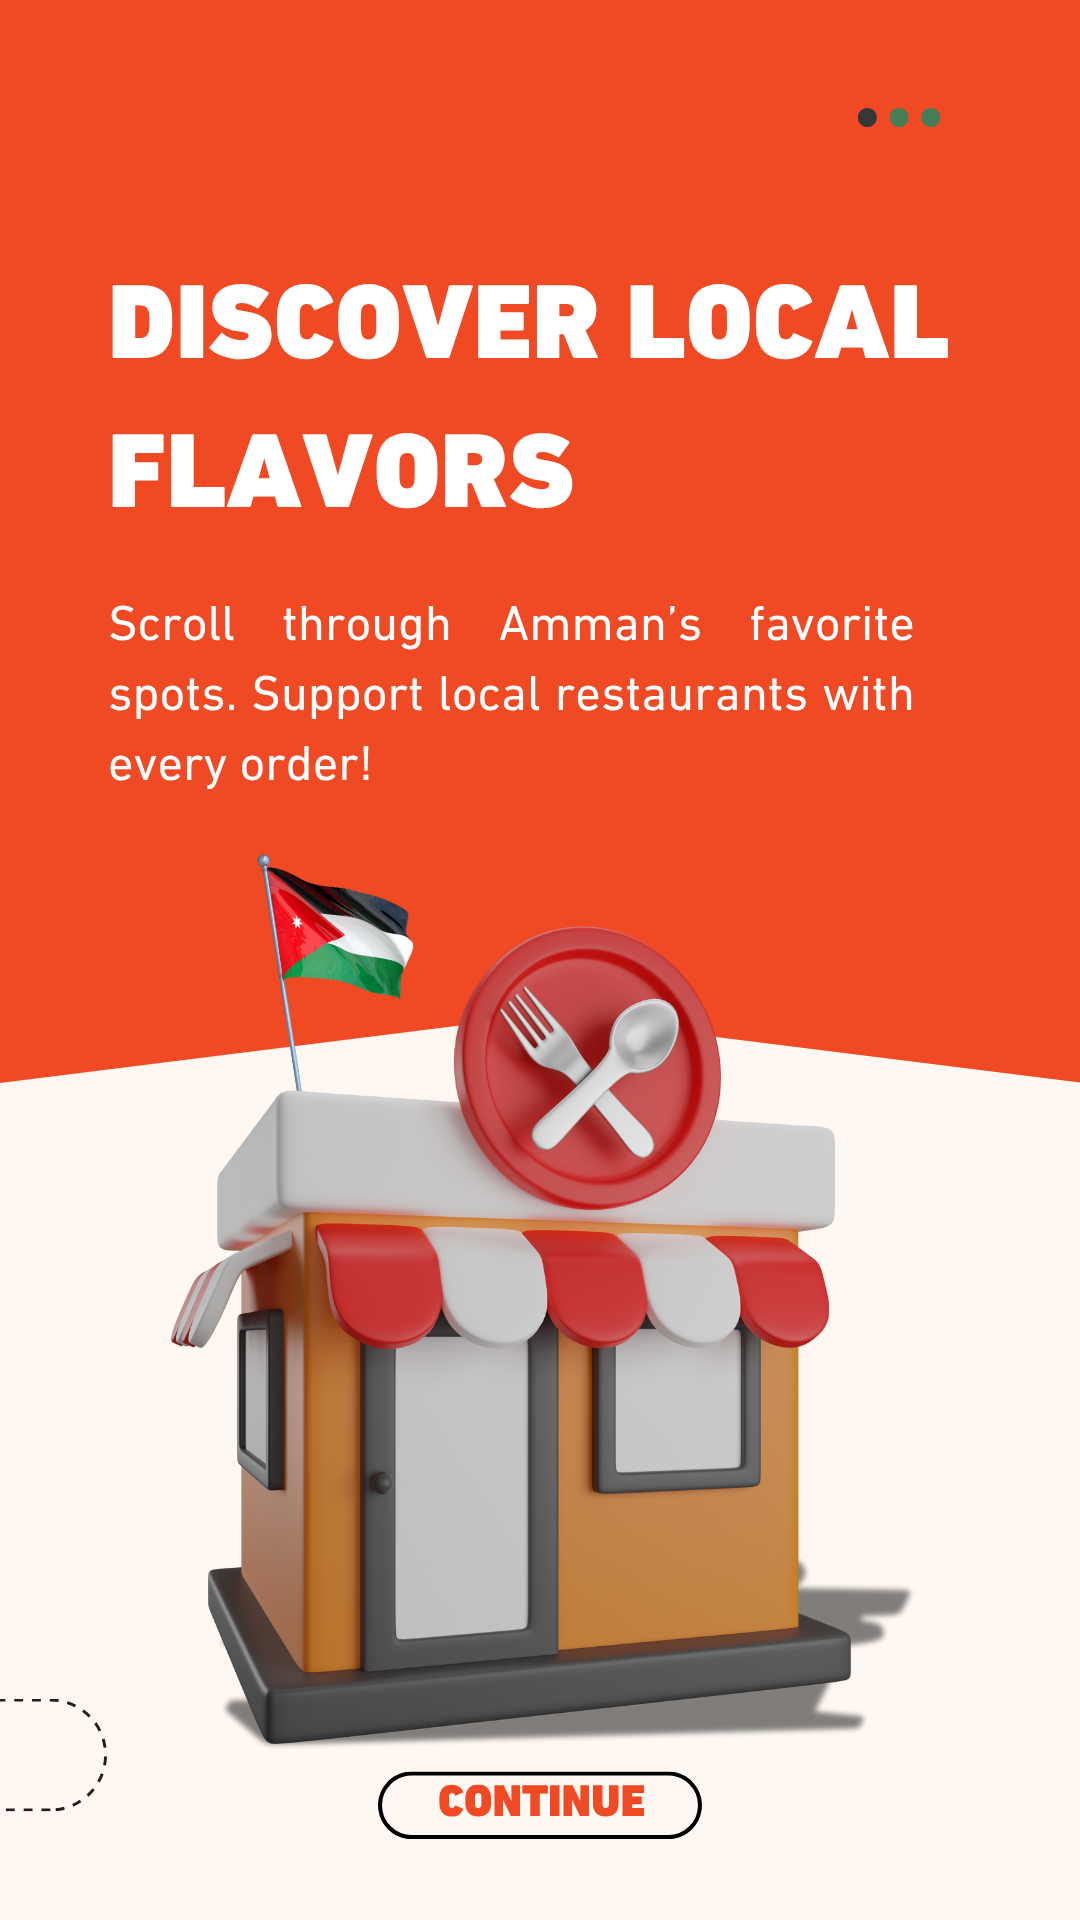 DISCOVER LOCAL
FLAVORS
Scroll through Amman’s favorite
spots. Support local restaurants with
every order!
CONTINUE